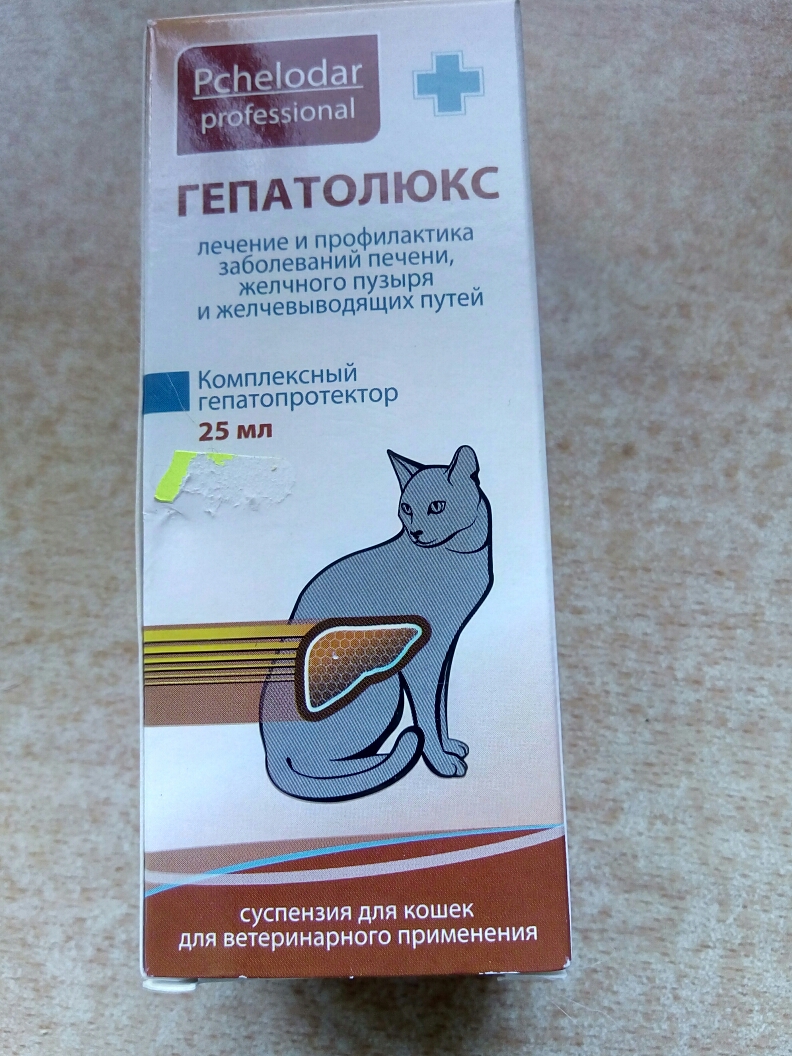 Pchelodar
professional
ГЕПАТОЛЮКС
лечение и профилактика
заболеваний печени,
желчного пузыря
и желчевыводящих путей
Комплексный
гепатопротектор
25 мл
суспензия для кошек
для ветеринарного применения